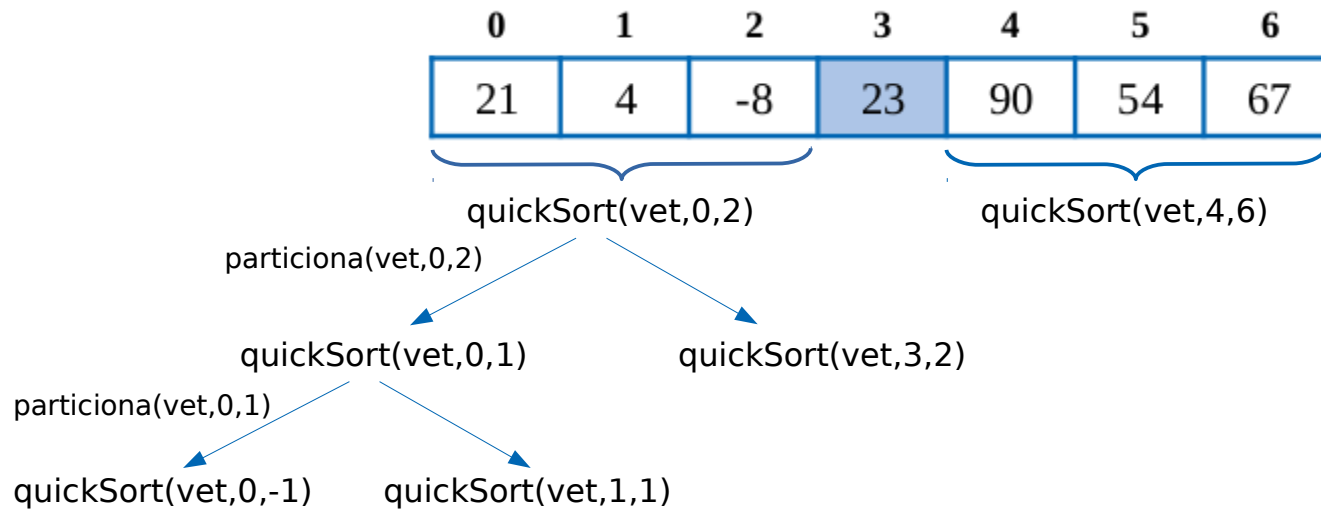 0 1 2 3 4 5 6
21 4 -8 23 90 54 67
quickSort(vet,0,2) quickSort(vet,4,6)
particiona(vet,0,2)
quickSort(vet,0,1) quickSort(vet,3,2)
particiona(vet,0,1)
quickSort(vet,0,-1) quickSort(vet,1,1)